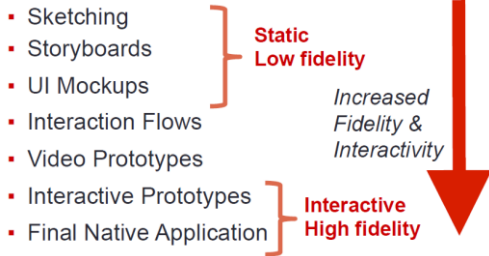 Sketching
Storyboards
UI Mockups
Interaction Flows
Video Prototypes
Interactive Prototypes
Final Native Application
Static
Low fidelity
Increased
Fidelity &
Interactivity
Interactive
High fidelity